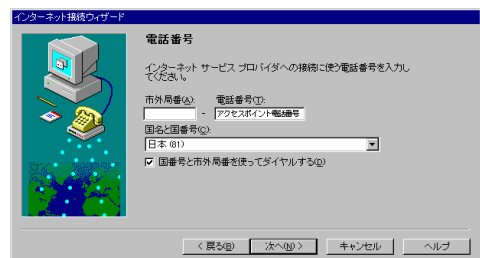 インターネット接続ウィザード
電話番号
インターネット サービス プロバイダへの接続に使う電話番号を入力し
てください。
市外局番(A): 電話番号(T):
- アクセスポイント電話番号
国名と国番号(C):
日本 (81)
国番号と市外局番を使ってダイヤルする(D)
< 戻る(B) 次へ(N) > キャンセル ヘルプ